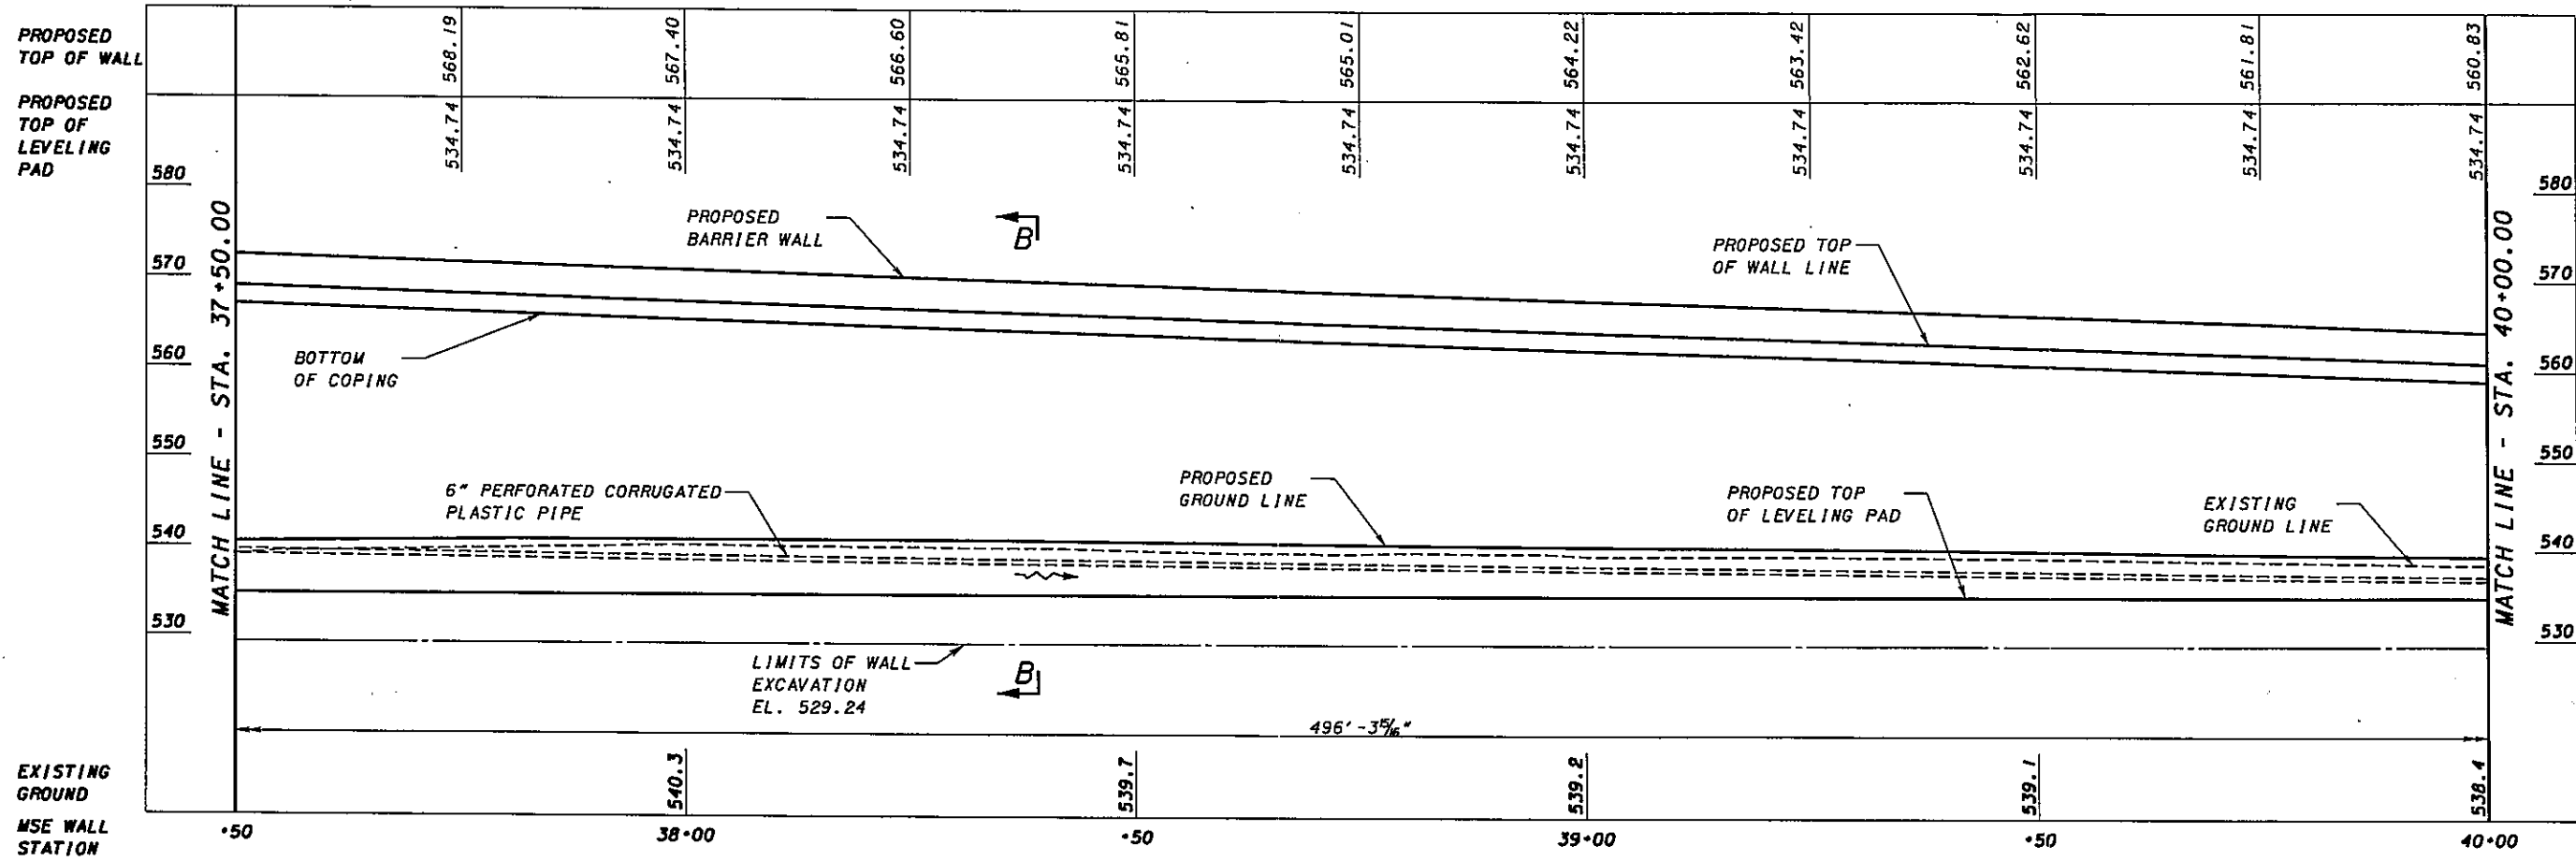 PROPOSED
TOP OF WALL
568.19
567.40
566.60
565.81
565.01
564.22
563.42
562.62
561.81
560.83
PROPOSED
TOP OF
LEVELING
PAD
534.74
534.74
534.74
534.74
534.74
534.74
534.74
534.74
534.74
534.74
580
570
560
550
540
530
MATCH LINE - STA. 37+50.00
PROPOSED
BARRIER WALL
B
PROPOSED TOP
OF WALL LINE
BOTTOM
OF COPING
6" PERFORATED CORRUGATED
PLASTIC PIPE
PROPOSED
GROUND LINE
PROPOSED TOP
OF LEVELING PAD
EXISTING
GROUND LINE
LIMITS OF WALL
EXCAVATION
EL. 529.24
B
496'-3 15/16"
MATCH LINE - STA. 40+00.00
580
570
560
550
540
530
EXISTING
GROUND
540.3
539.7
539.2
539.1
538.4
MSE WALL
STATION
+50
38+00
+50
39+00
+50
40+00